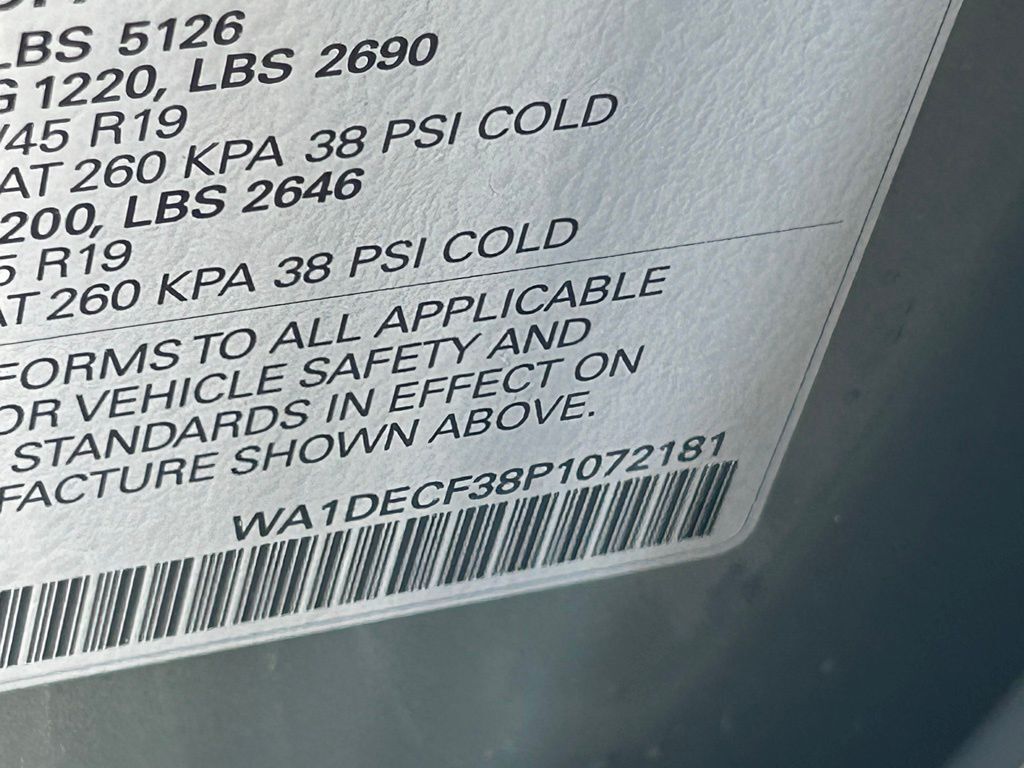 LBS 5126
G 1220, LBS 2690
/45 R19
AT 260 KPA 38 PSI COLD
200, LBS 2646
5 R19
AT 260 KPA 38 PSI COLD
FORMS TO ALL APPLICABLE
OR VEHICLE SAFETY AND
STANDARDS IN EFFECT ON
FACTURE SHOWN ABOVE.
WA1DECF38P1072181